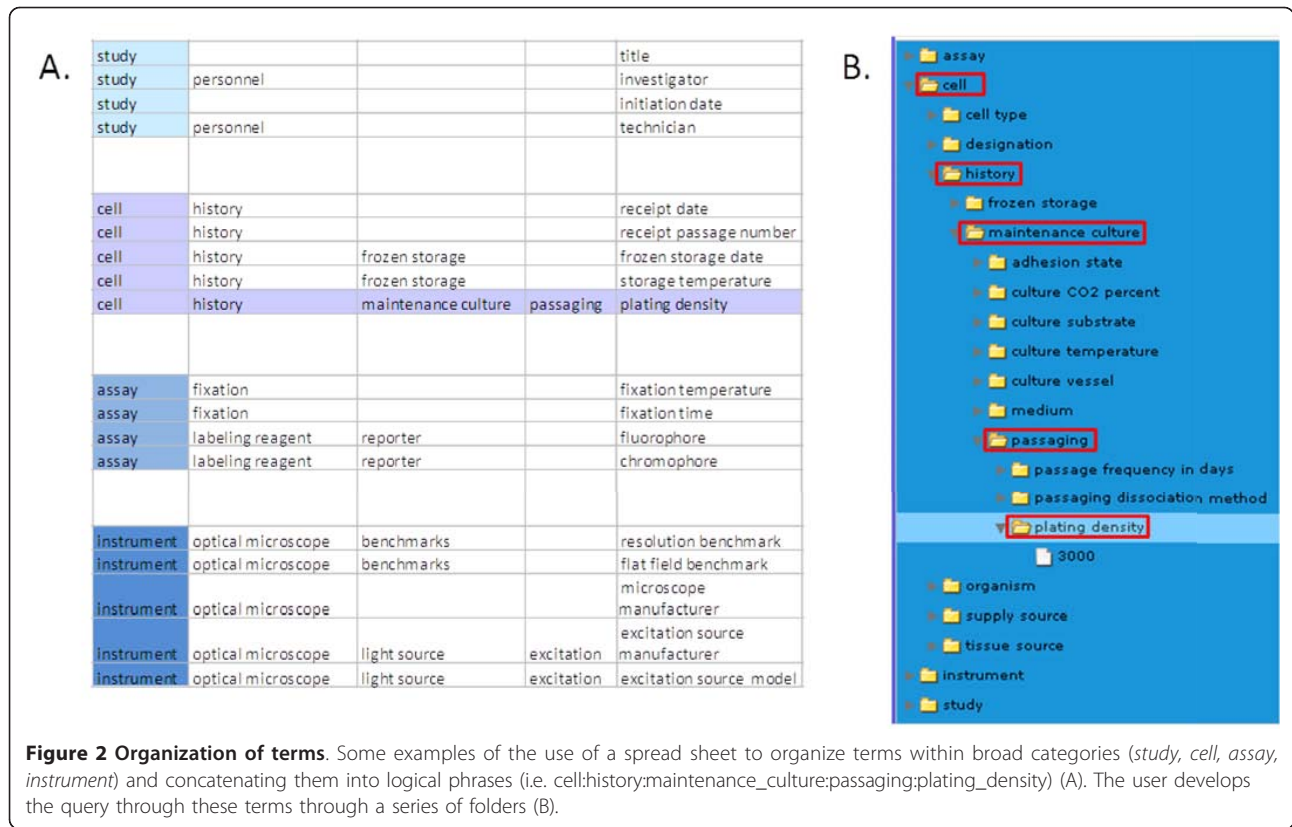 A.
study title
study personnel investigator
study initiation date
study personnel technician
cell history receipt date
cell history receipt passage number
cell history frozen storage frozen storage date
cell history frozen storage storage temperature
cell history maintenance culture passaging plating density
assay fixation fixation temperature
assay fixation fixation time
assay labeling reagent reporter fluorophore
assay labeling reagent reporter chromophore
instrument optical microscope benchmarks resolution benchmark
instrument optical microscope benchmarks flat field benchmark
microscope
instrument optical microscope manufacturer
excitation source
instrument optical microscope light source excitation manufacturer
instrument optical microscope light source excitation excitation source model
B.
assay
cell
cell type
designation
history
frozen storage
maintenance culture
adhesion state
culture CO2 percent
culture substrate
culture temperature
culture vessel
medium
passaging
passage frequency in days
passaging dissociation method
plating density
3000
organism
supply source
tissue source
instrument
study
Figure 2 Organization of terms. Some examples of the use of a spread sheet to organize terms within broad categories (study, cell, assay,
instrument) and concatenating them into logical phrases (i.e. cell:history:maintenance_culture:passaging:plating_density) (A). The user develops
the query through these terms through a series of folders (B).